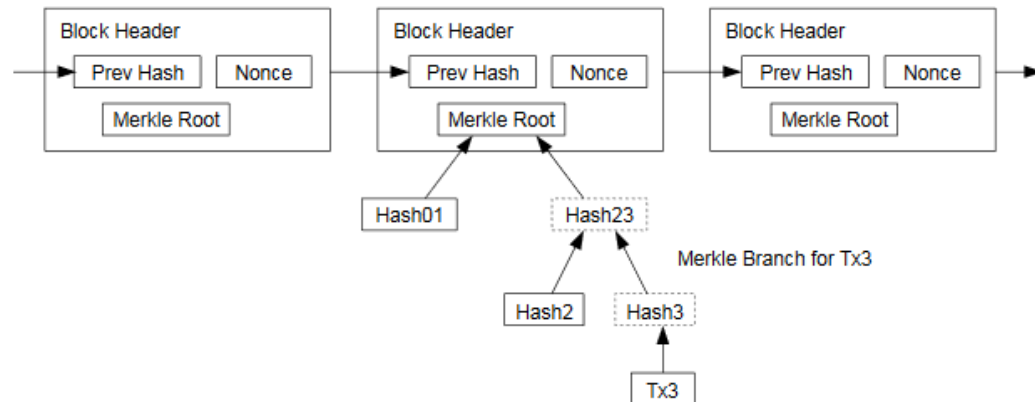 Block Header
Block Header
Block Header
Prev Hash
Nonce
Prev Hash
Nonce
Prev Hash
Nonce
Merkle Root
Merkle Root
Merkle Root
Hash01
Hash23
Merkle Branch for Tx3
Hash2
Hash3
Tx3